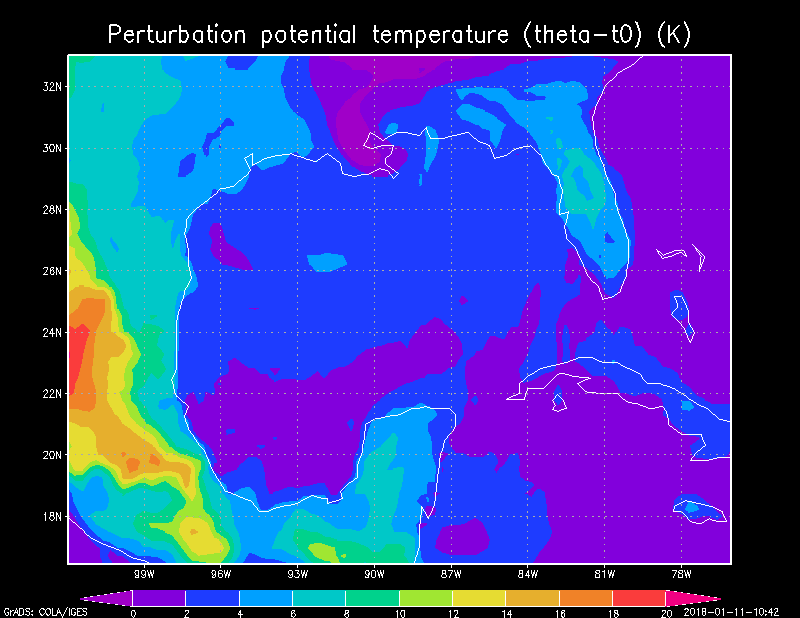 Perturbation potential temperature (theta-t0) (K)
32N
30N
28N
26N
24N
22N
20N
18N
99W 96W 93W 90W 87W 84W 81W 78W
0 2 4 6 8 10 12 14 16 18 20
GrADS: COLA/IGES 2018-01-11-10:42